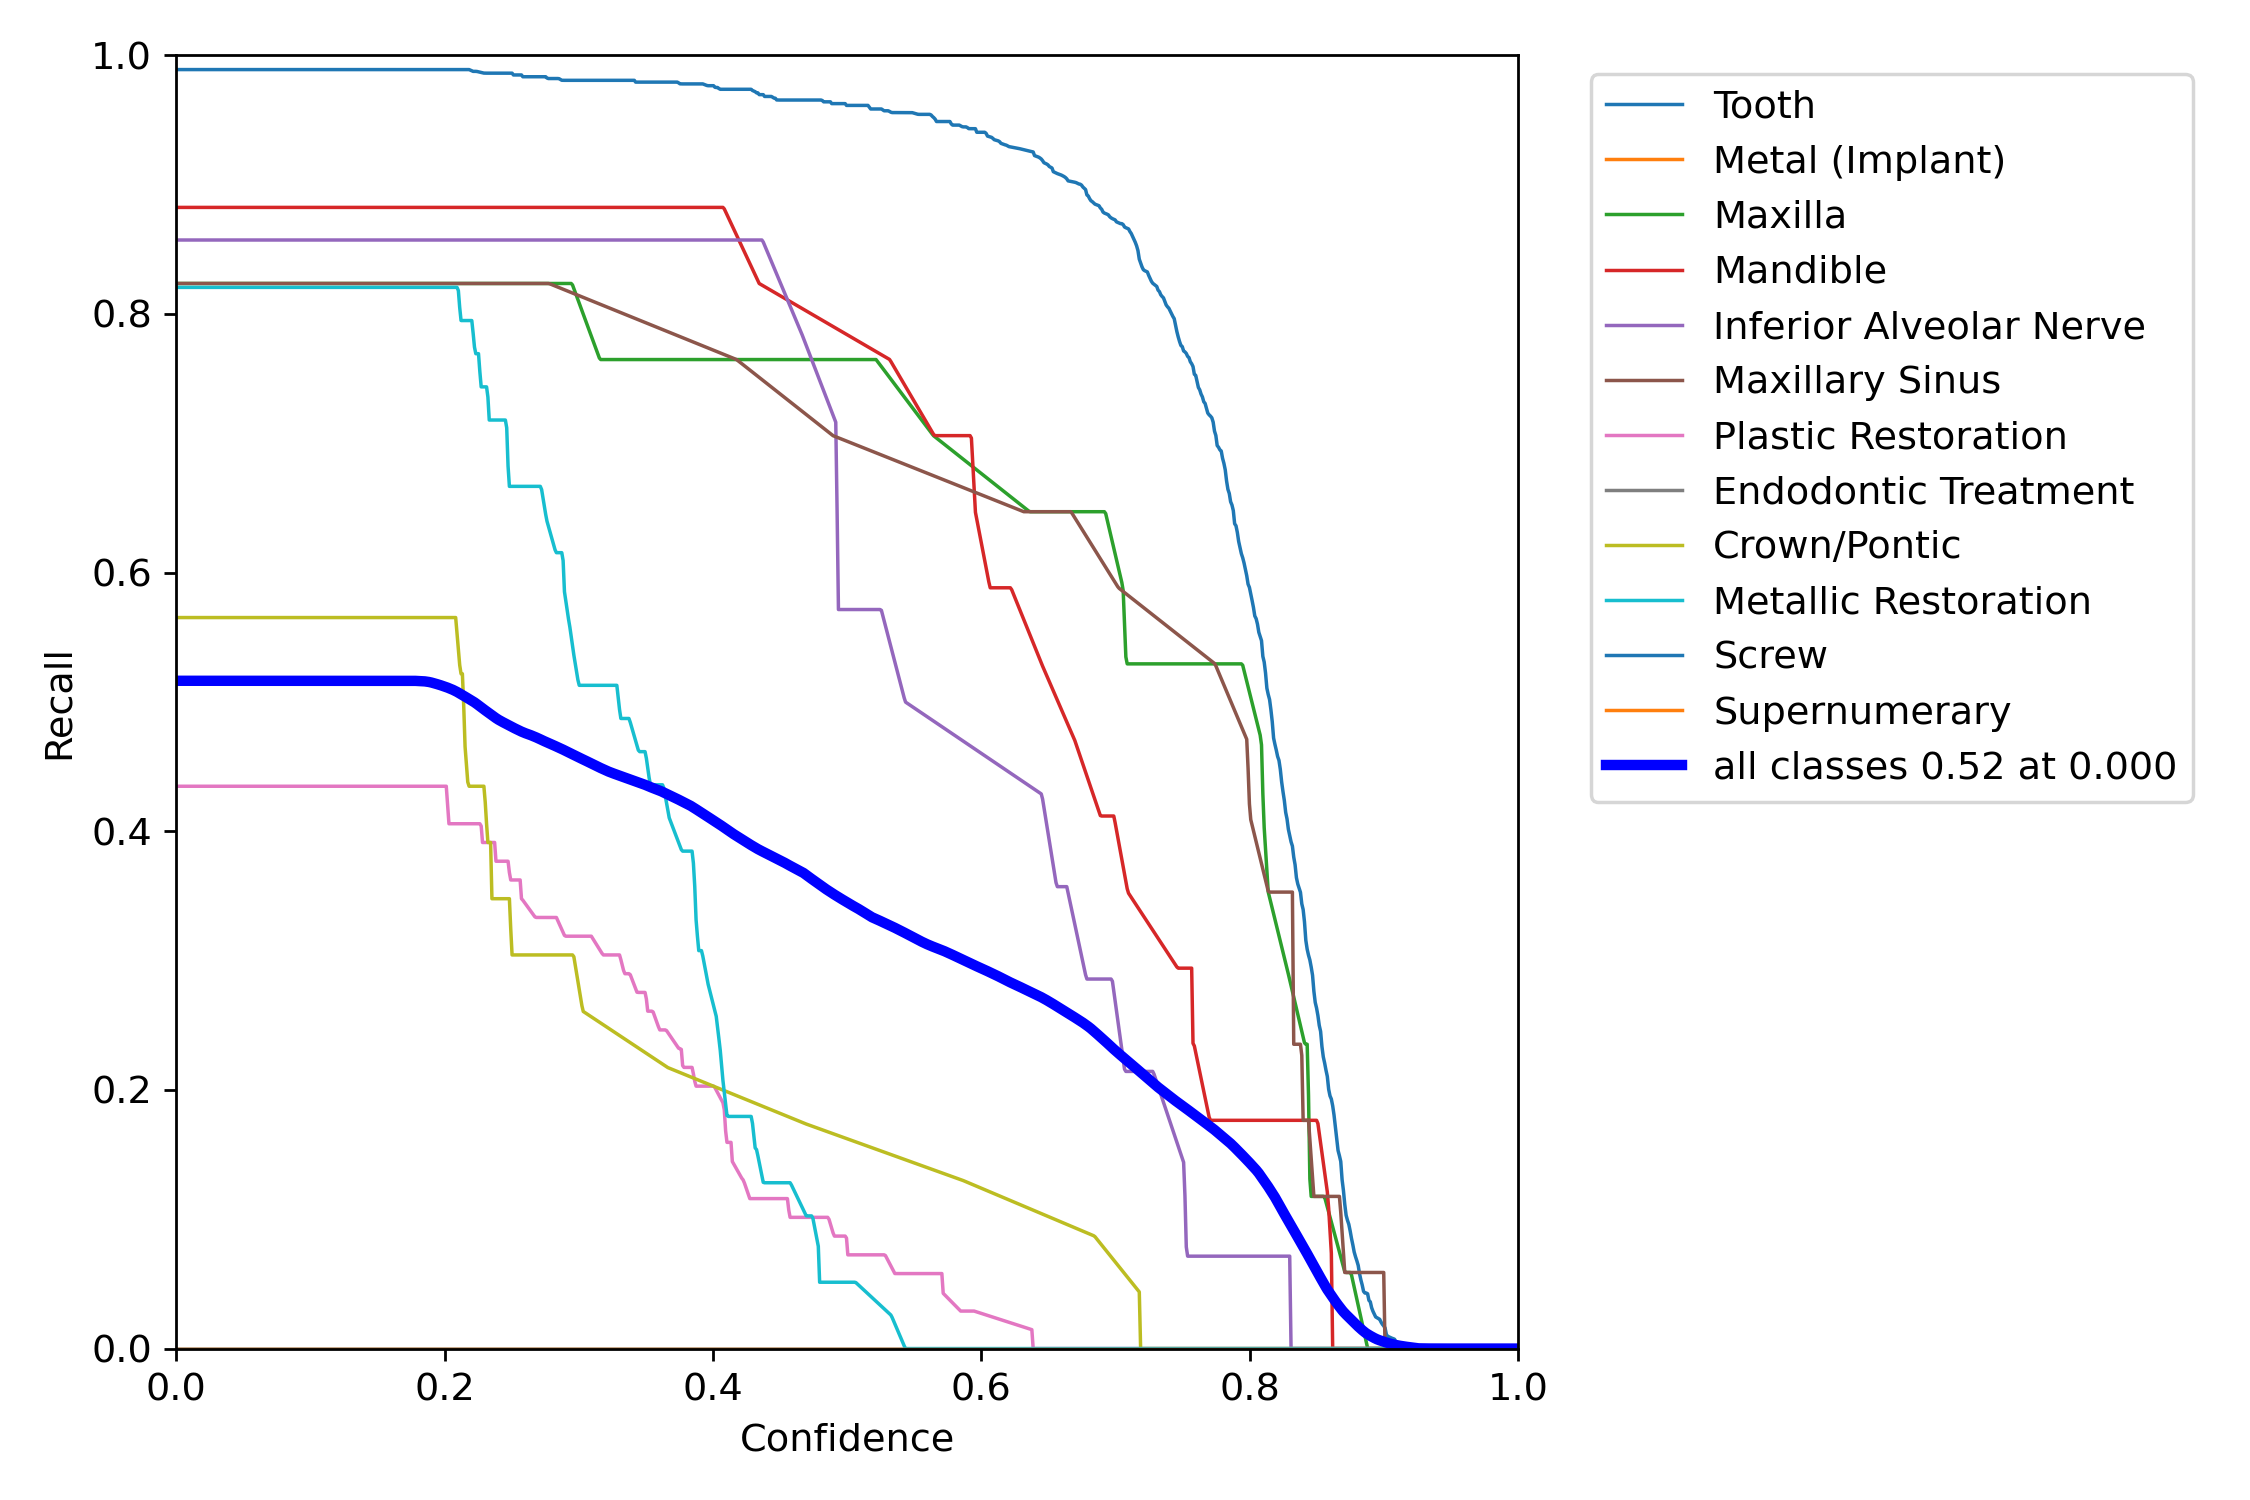 1.0
0.8
0.6
0.4
0.2
0.0
Recall
0.0 0.2 0.4 0.6 0.8 1.0
Confidence
Tooth
Metal (Implant)
Maxilla
Mandible
Inferior Alveolar Nerve
Maxillary Sinus
Plastic Restoration
Endodontic Treatment
Crown/Pontic
Metallic Restoration
Screw
Supernumerary
all classes 0.52 at 0.000